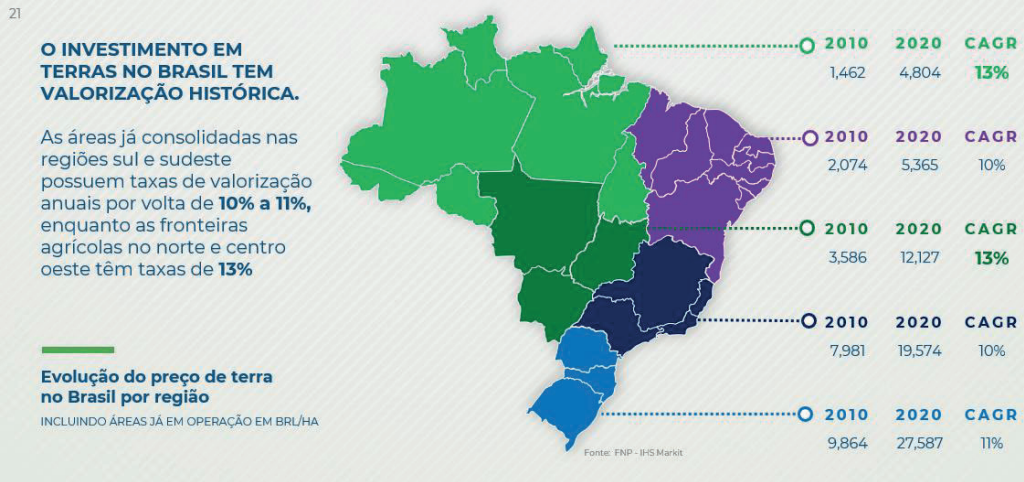 21
O INVESTIMENTO EM
TERRAS NO BRASIL TEM
VALORIZAÇÃO HISTÓRICA.
As áreas já consolidadas nas
regiões sul e sudeste
possuem taxas de valorização
anuais por volta de 10% a 11%,
enquanto as fronteiras
agrícolas no norte e centro
oeste têm taxas de 13%
Evolução do preço de terra
no Brasil por região
INCLUINDO ÁREAS JÁ EM OPERAÇÃO EM BRL/HA
2010 2020 CAGR
1,462 4,804 13%
2010 2020 CAGR
2,074 5,365 10%
2010 2020 CAGR
3,586 12,127 13%
2010 2020 CAGR
7,981 19,574 10%
2010 2020 CAGR
9,864 27,587 11%
Fonte: FNP - IHS Markit